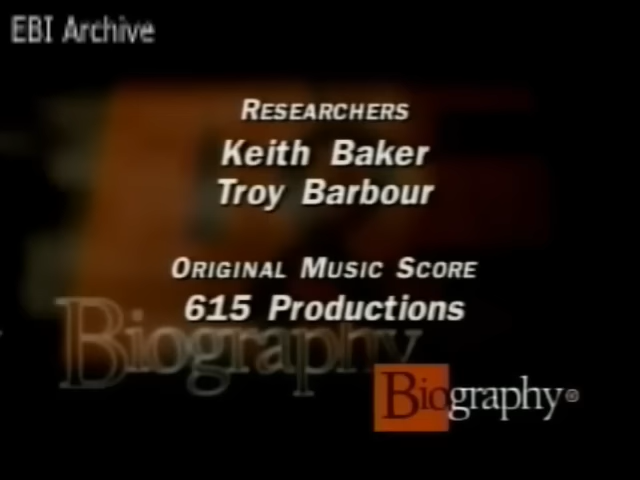 EBI Archive
RESEARCHERS
Keith Baker
Troy Barbour
ORIGINAL MUSIC SCORE
615 Productions
Biography
Biography®